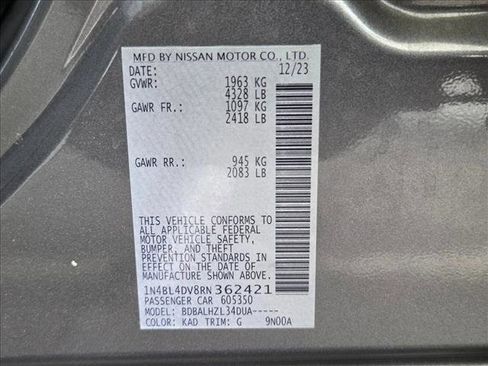 MFD BY NISSAN MOTOR CO., LTD.
DATE: 12/23
GVWR: 1963 KG
4328 LB
GAWR FR.: 1097 KG
2418 LB
GAWR RR.: 945 KG
2083 LB
THIS VEHICLE CONFORMS TO
ALL APPLICABLE FEDERAL
MOTOR VEHICLE SAFETY,
BUMPER, AND THEFT
PREVENTION STANDARDS
IN EFFECT ON THE DATE OF
MANUFACTURE SHOWN ABOVE.
1N4BL4DV8RN362421
PASSENGER CAR 605350
MODEL: BDBALHZL34DUA-----
COLOR: KAD TRIM: G 9N00A